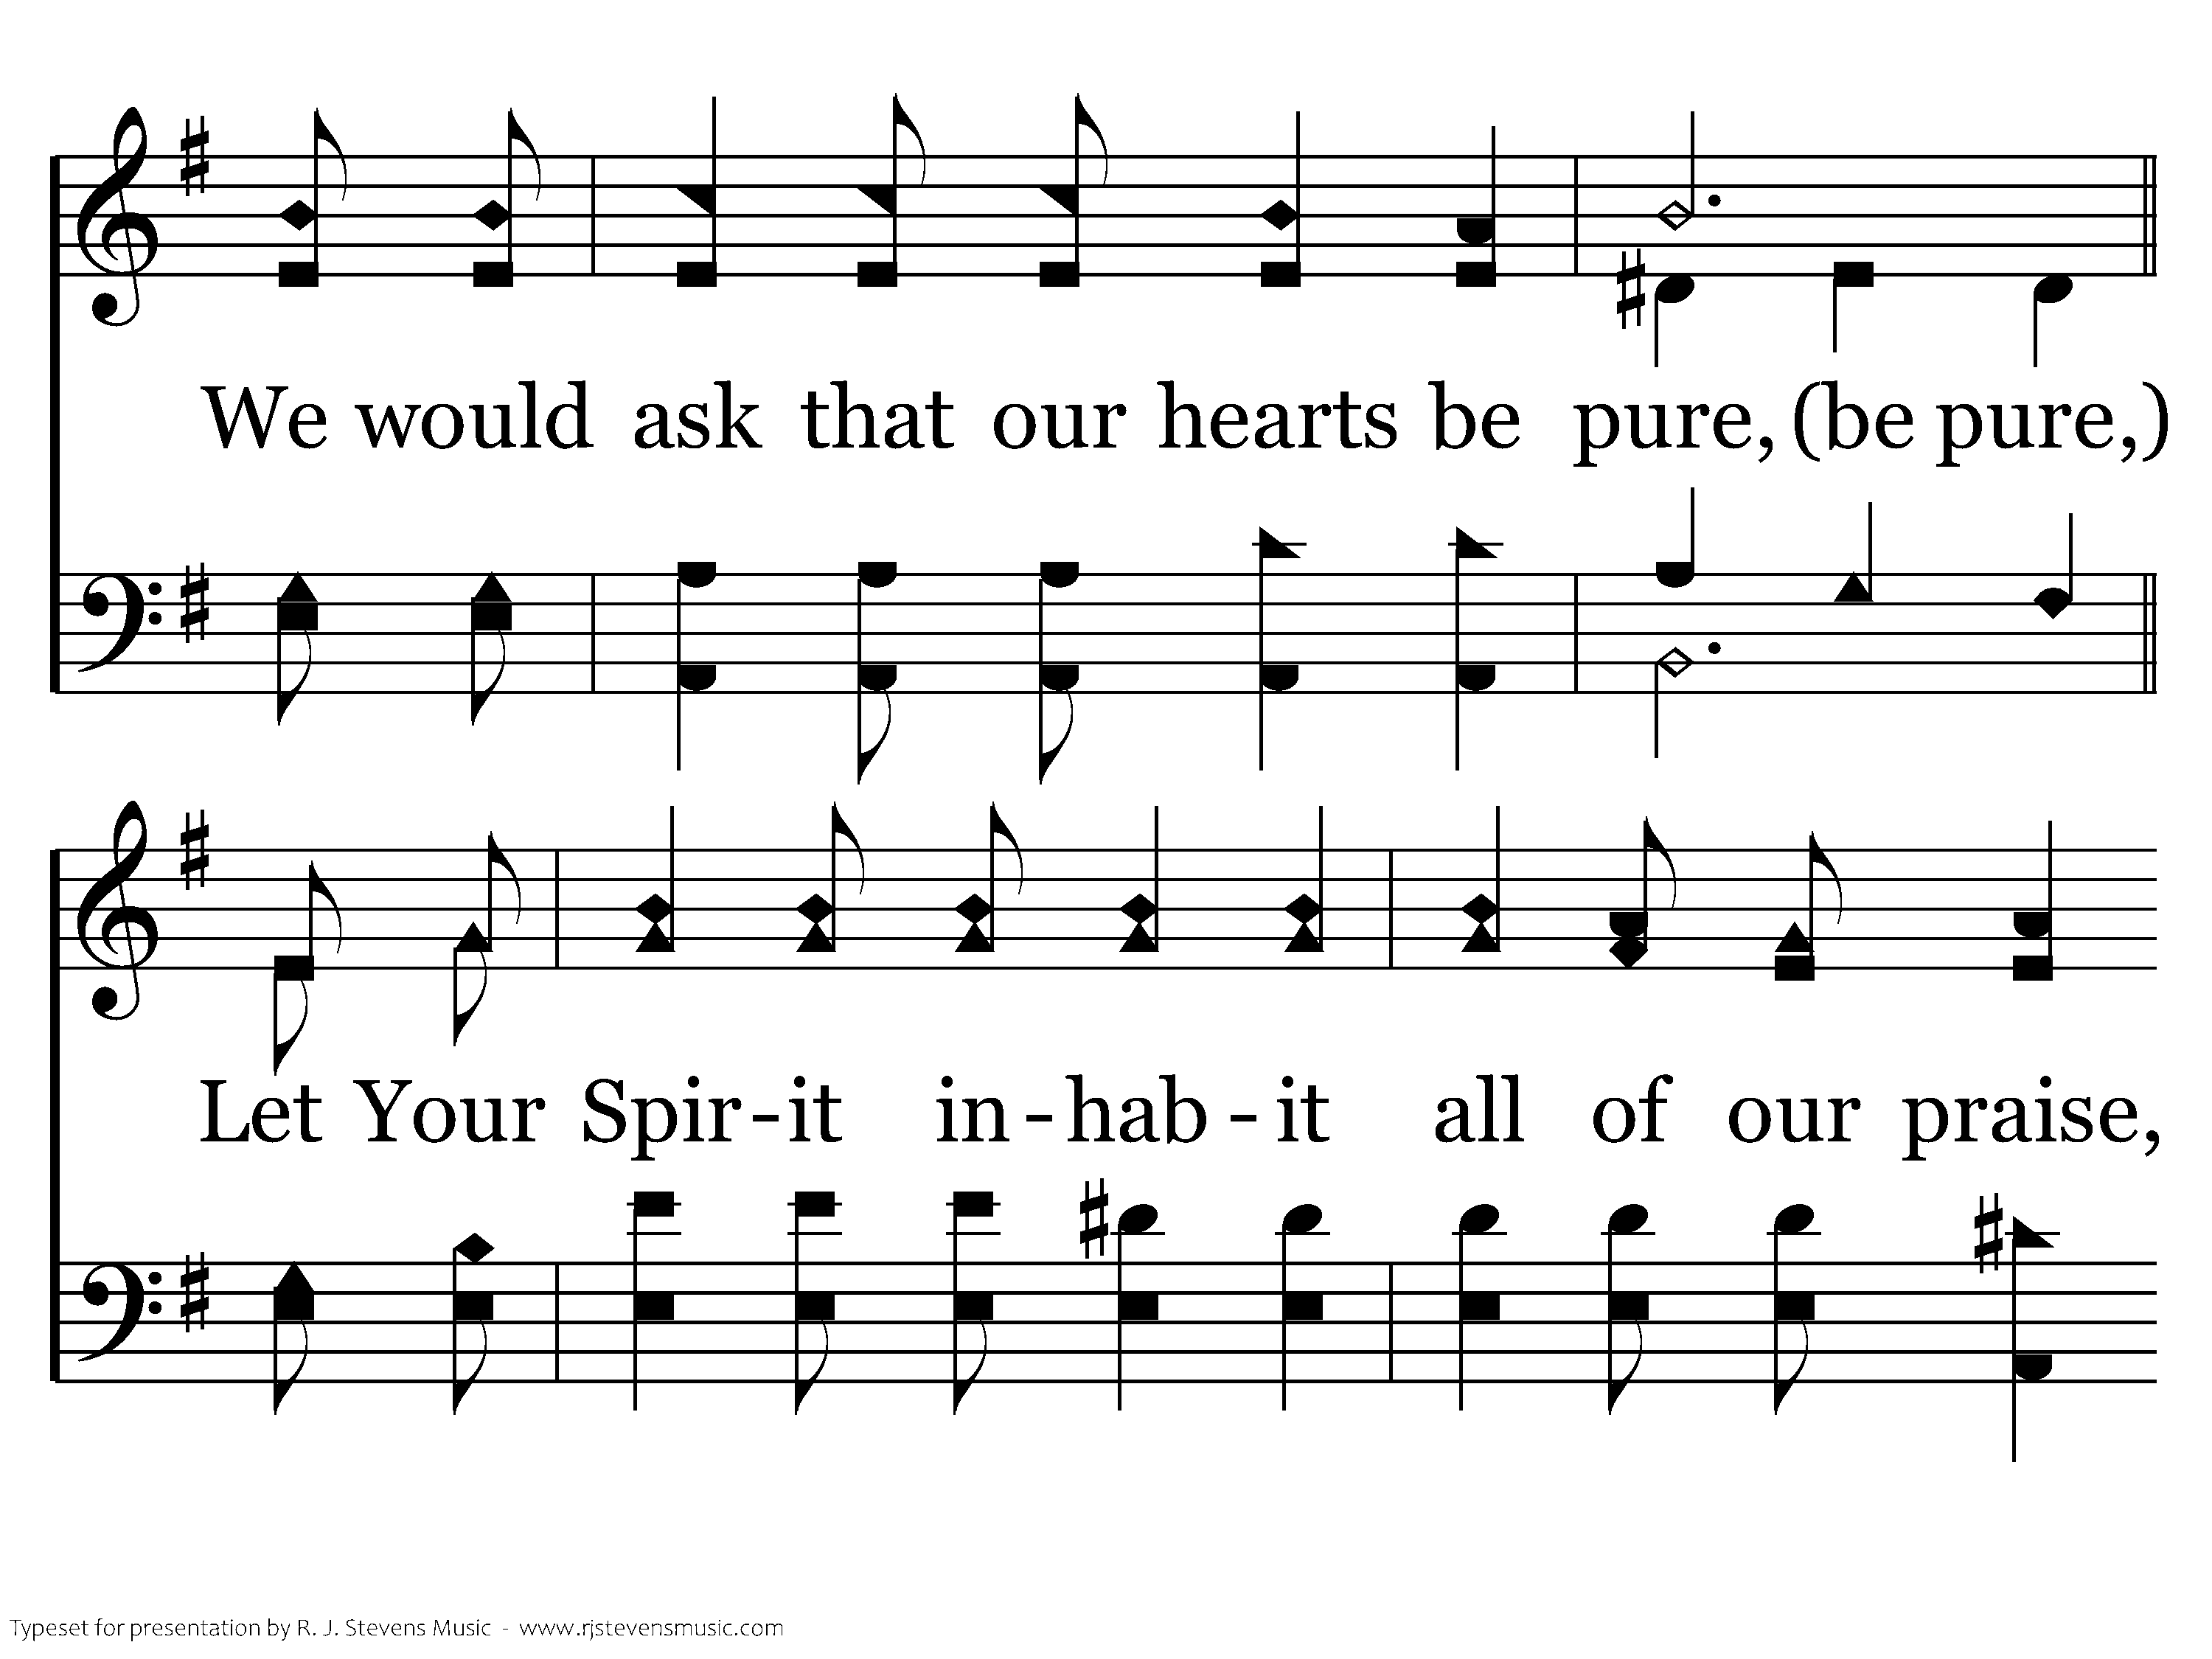 We would ask that our hearts be pure, (be pure,)
Let Your Spir-it in-hab-it all of our praise,
Typeset for presentation by R. J. Stevens Music - www.rjstevensmusic.com